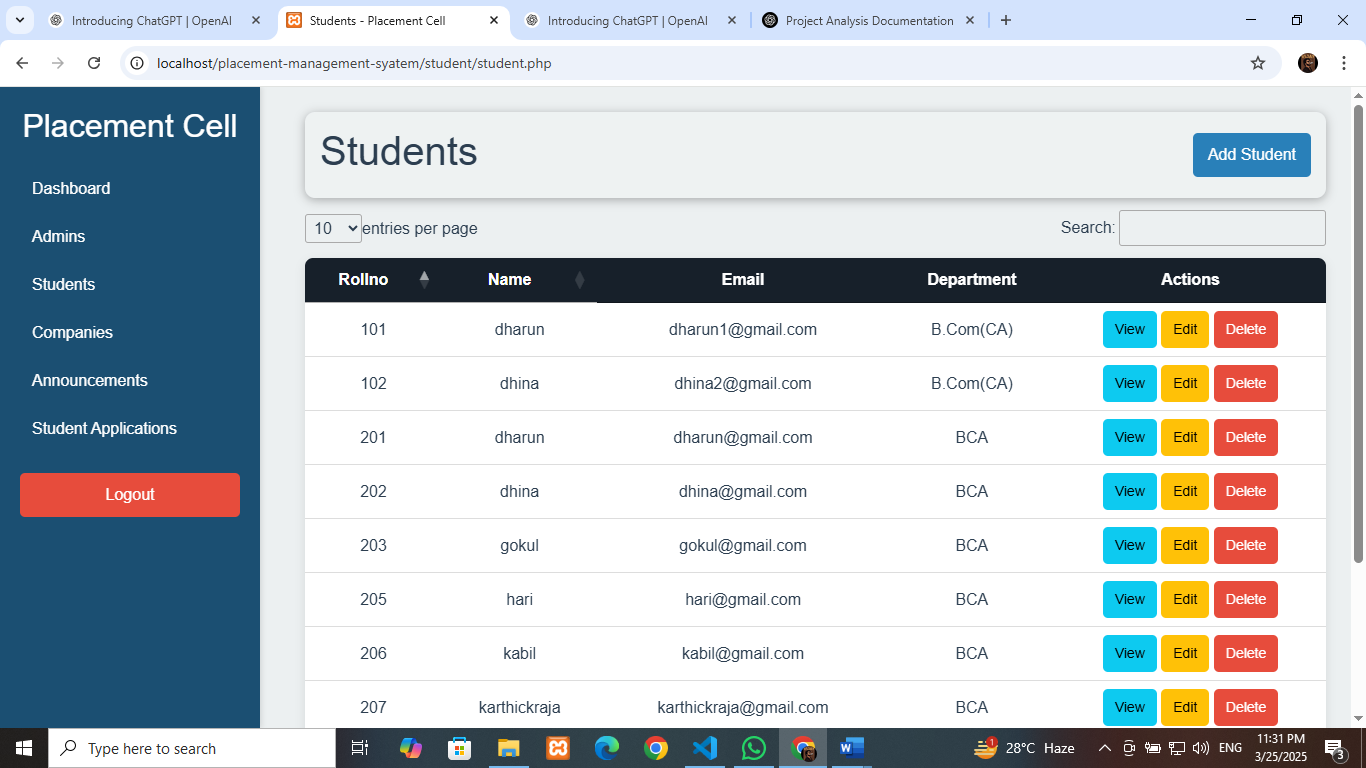 Introducing ChatGPT | OpenAI
Students - Placement Cell
Introducing ChatGPT | OpenAI
Project Analysis Documentation
localhost/placement-management-syatem/student/student.php
Placement Cell
Dashboard
Admins
Students
Companies
Announcements
Student Applications
Logout
Students
Add Student
10 entries per page
Search:
Rollno Name Email Department Actions
101 dharun dharun1@gmail.com B.Com(CA) View Edit Delete
102 dhina dhina2@gmail.com B.Com(CA) View Edit Delete
201 dharun dharun@gmail.com BCA View Edit Delete
202 dhina dhina@gmail.com BCA View Edit Delete
203 gokul gokul@gmail.com BCA View Edit Delete
205 hari hari@gmail.com BCA View Edit Delete
206 kabil kabil@gmail.com BCA View Edit Delete
207 karthickraja karthickraja@gmail.com BCA View Edit Delete
Type here to search
1
28°C Haze
ENG
11:31 PM
3/25/2025
3